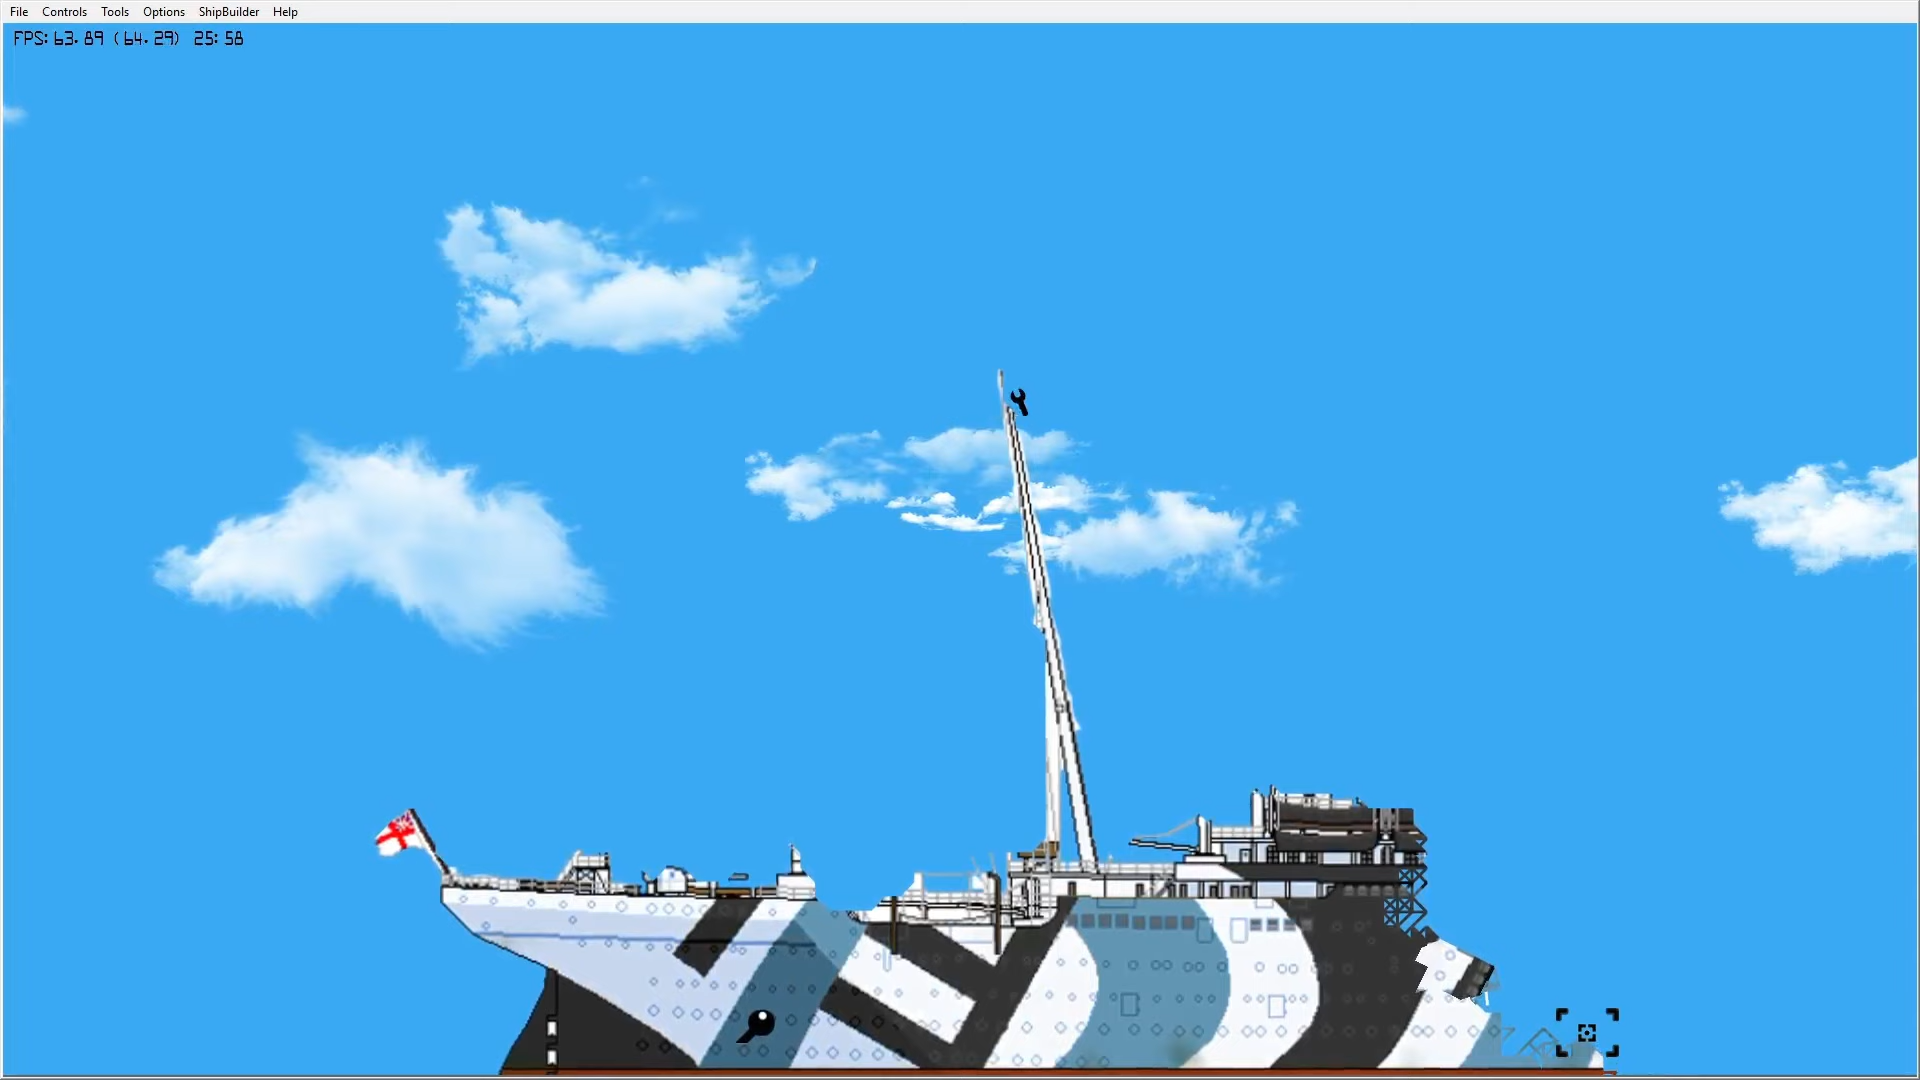 File Controls Tools Options ShipBuilder Help
FPS: 63.89 (64.29) 25:58